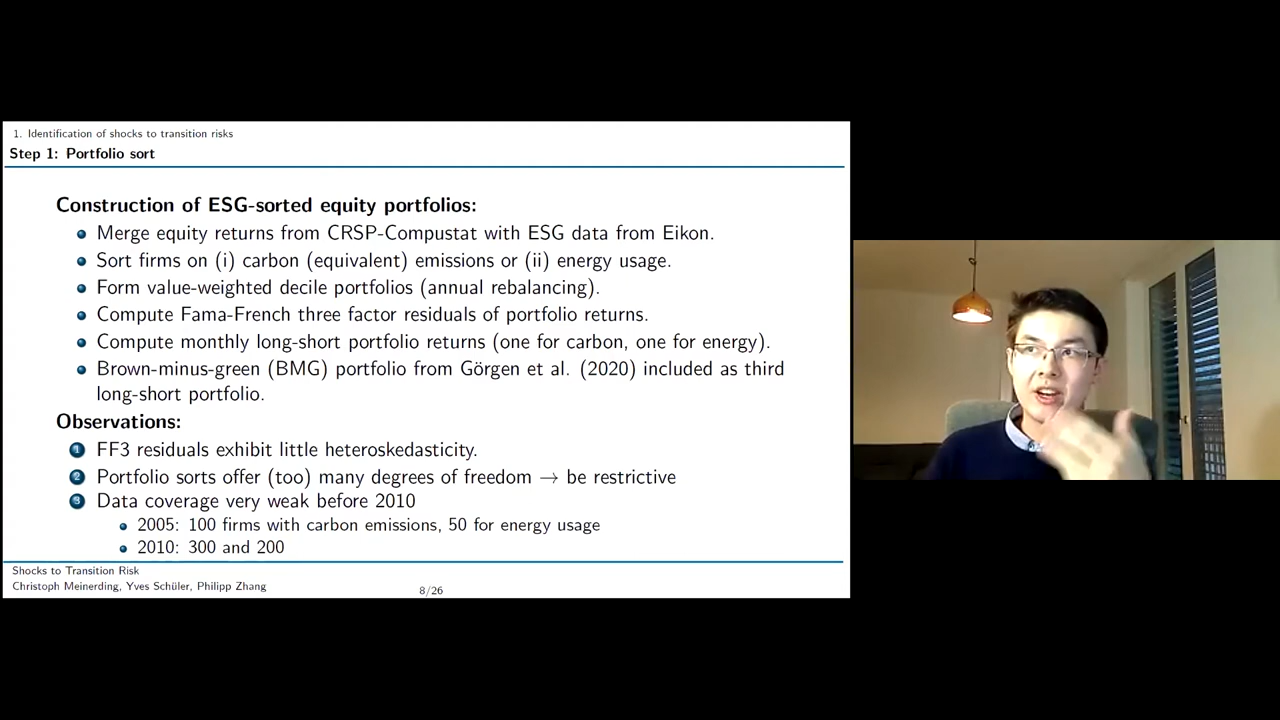 1. Identification of shocks to transition risks
Step 1: Portfolio sort
Construction of ESG-sorted equity portfolios:
Merge equity returns from CRSP-Compustat with ESG data from Eikon.
Sort firms on (i) carbon (equivalent) emissions or (ii) energy usage.
Form value-weighted decile portfolios (annual rebalancing).
Compute Fama-French three factor residuals of portfolio returns.
Compute monthly long-short portfolio returns (one for carbon, one for energy).
Brown-minus-green (BMG) portfolio from Görgen et al. (2020) included as third
long-short portfolio.
Observations:
1 FF3 residuals exhibit little heteroskedasticity.
2 Portfolio sorts offer (too) many degrees of freedom → be restrictive
3 Data coverage very weak before 2010
2005: 100 firms with carbon emissions, 50 for energy usage
2010: 300 and 200
Shocks to Transition Risk
Christoph Meinerding, Yves Schüler, Philipp Zhang
8/26